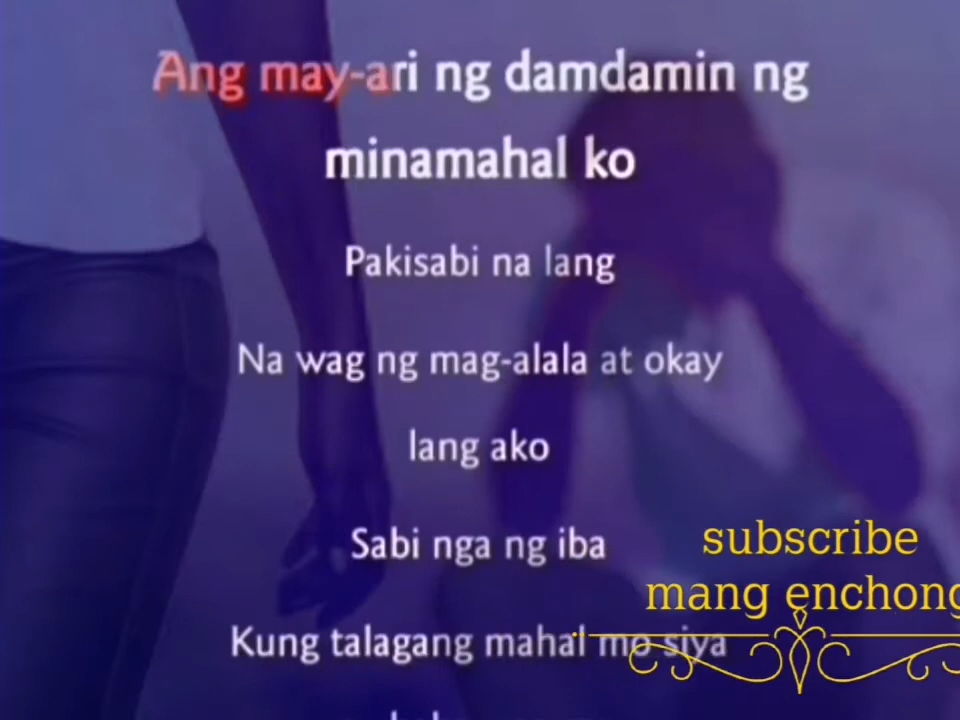 Ang may-ari ng damdamin ng
minamahal ko
Pakisabi na lang
Na wag ng mag-alala at okay
lang ako
Sabi nga ng iba
subscribe
mang enchong
Kung talagang mahal mo siya